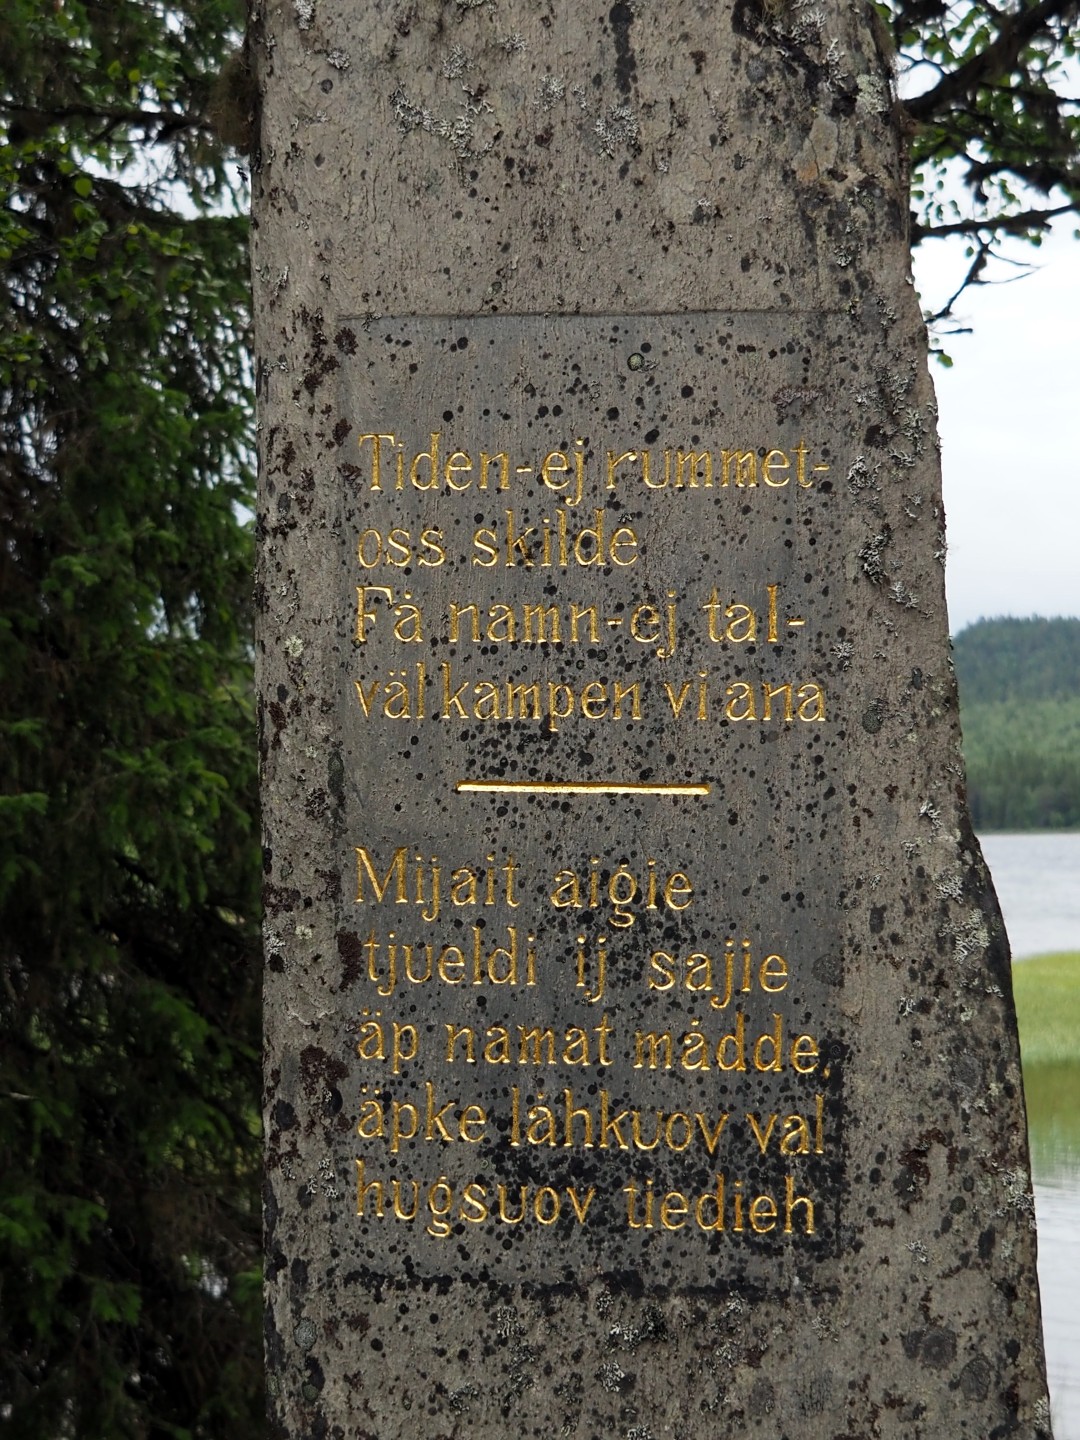 Tiden-ej rummet-
oss skilde
Få namn-ej tal-
väl kampen vi ana
Mijait aiġie
tjueldi ij sajie
äp namat mådde,
äpke låhkuov val
huġsuov tiedieh